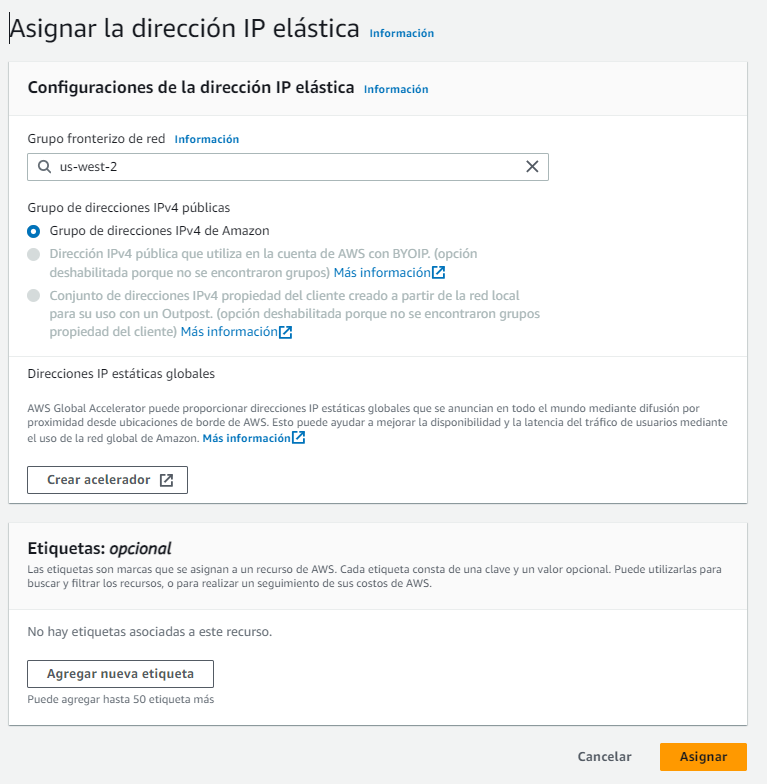 Asignar la dirección IP elástica Información
Configuraciones de la dirección IP elástica Información
Grupo fronterizo de red Información
us-west-2
Grupo de direcciones IPv4 públicas
Grupo de direcciones IPv4 de Amazon
Dirección IPv4 pública que utiliza en la cuenta de AWS con BYOIP. (opción
deshabilitada porque no se encontraron grupos) Más información
Conjunto de direcciones IPv4 propiedad del cliente creado a partir de la red local
para su uso con un Outpost. (opción deshabilitada porque no se encontraron grupos
propiedad del cliente) Más información
Direcciones IP estáticas globales
AWS Global Accelerator puede proporcionar direcciones IP estáticas globales que se anuncian en todo el mundo mediante difusión por
proximidad desde ubicaciones de borde de AWS. Esto puede ayudar a mejorar la disponibilidad y la latencia del tráfico de usuarios mediante
el uso de la red global de Amazon. Más información
Crear acelerador
Etiquetas: opcional
Las etiquetas son marcas que se asignan a un recurso de AWS. Cada etiqueta consta de una clave y un valor opcional. Puede utilizarlas para
buscar y filtrar los recursos, o para realizar un seguimiento de sus costos de AWS.
No hay etiquetas asociadas a este recurso.
Agregar nueva etiqueta
Puede agregar hasta 50 etiqueta más
Cancelar Asignar